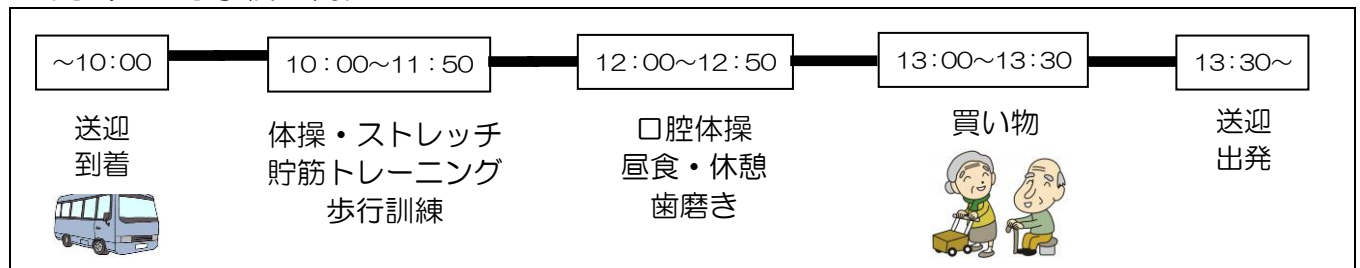 ～10:00
10:00～11:50
12:00～12:50
13:00～13:30
13:30～
送迎
到着
体操・ストレッチ
貯筋トレーニング
歩行訓練
口腔体操
昼食・休憩
歯磨き
買い物
送迎
出発